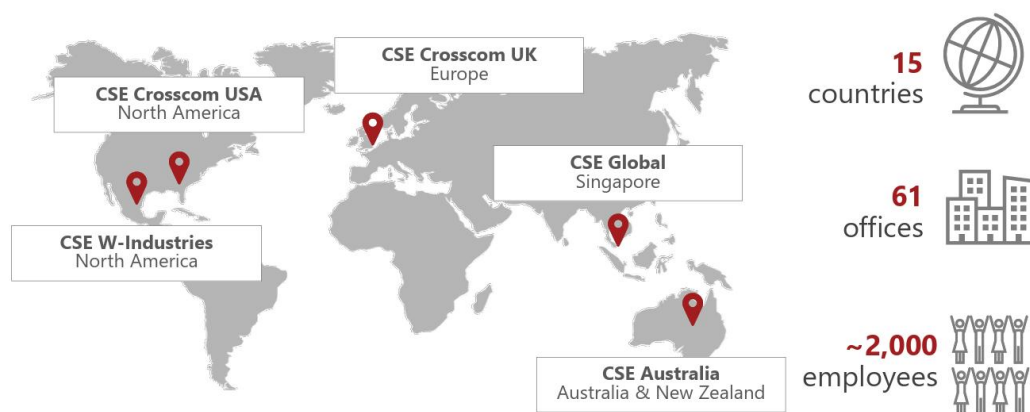 CSE Crosscom UK
Europe
CSE Crosscom USA
North America
CSE Global
Singapore
CSE W-Industries
North America
CSE Australia
Australia & New Zealand
15
countries
61
offices
~2,000
employees